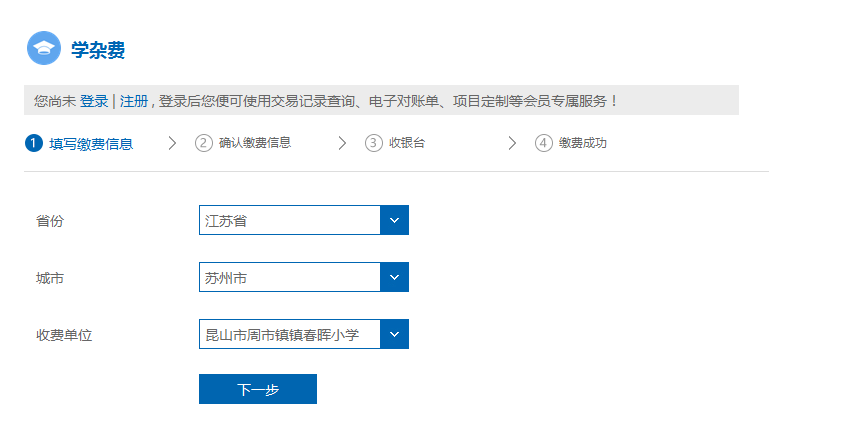 学杂费
您尚未 登录 | 注册 , 登录后您便可使用交易记录查询、电子对账单、项目定制等会员专属服务！
1 填写缴费信息 2 确认缴费信息 3 收银台 4 缴费成功
省份 江苏省
城市 苏州市
收费单位 昆山市周市镇镇春晖小学
下一步